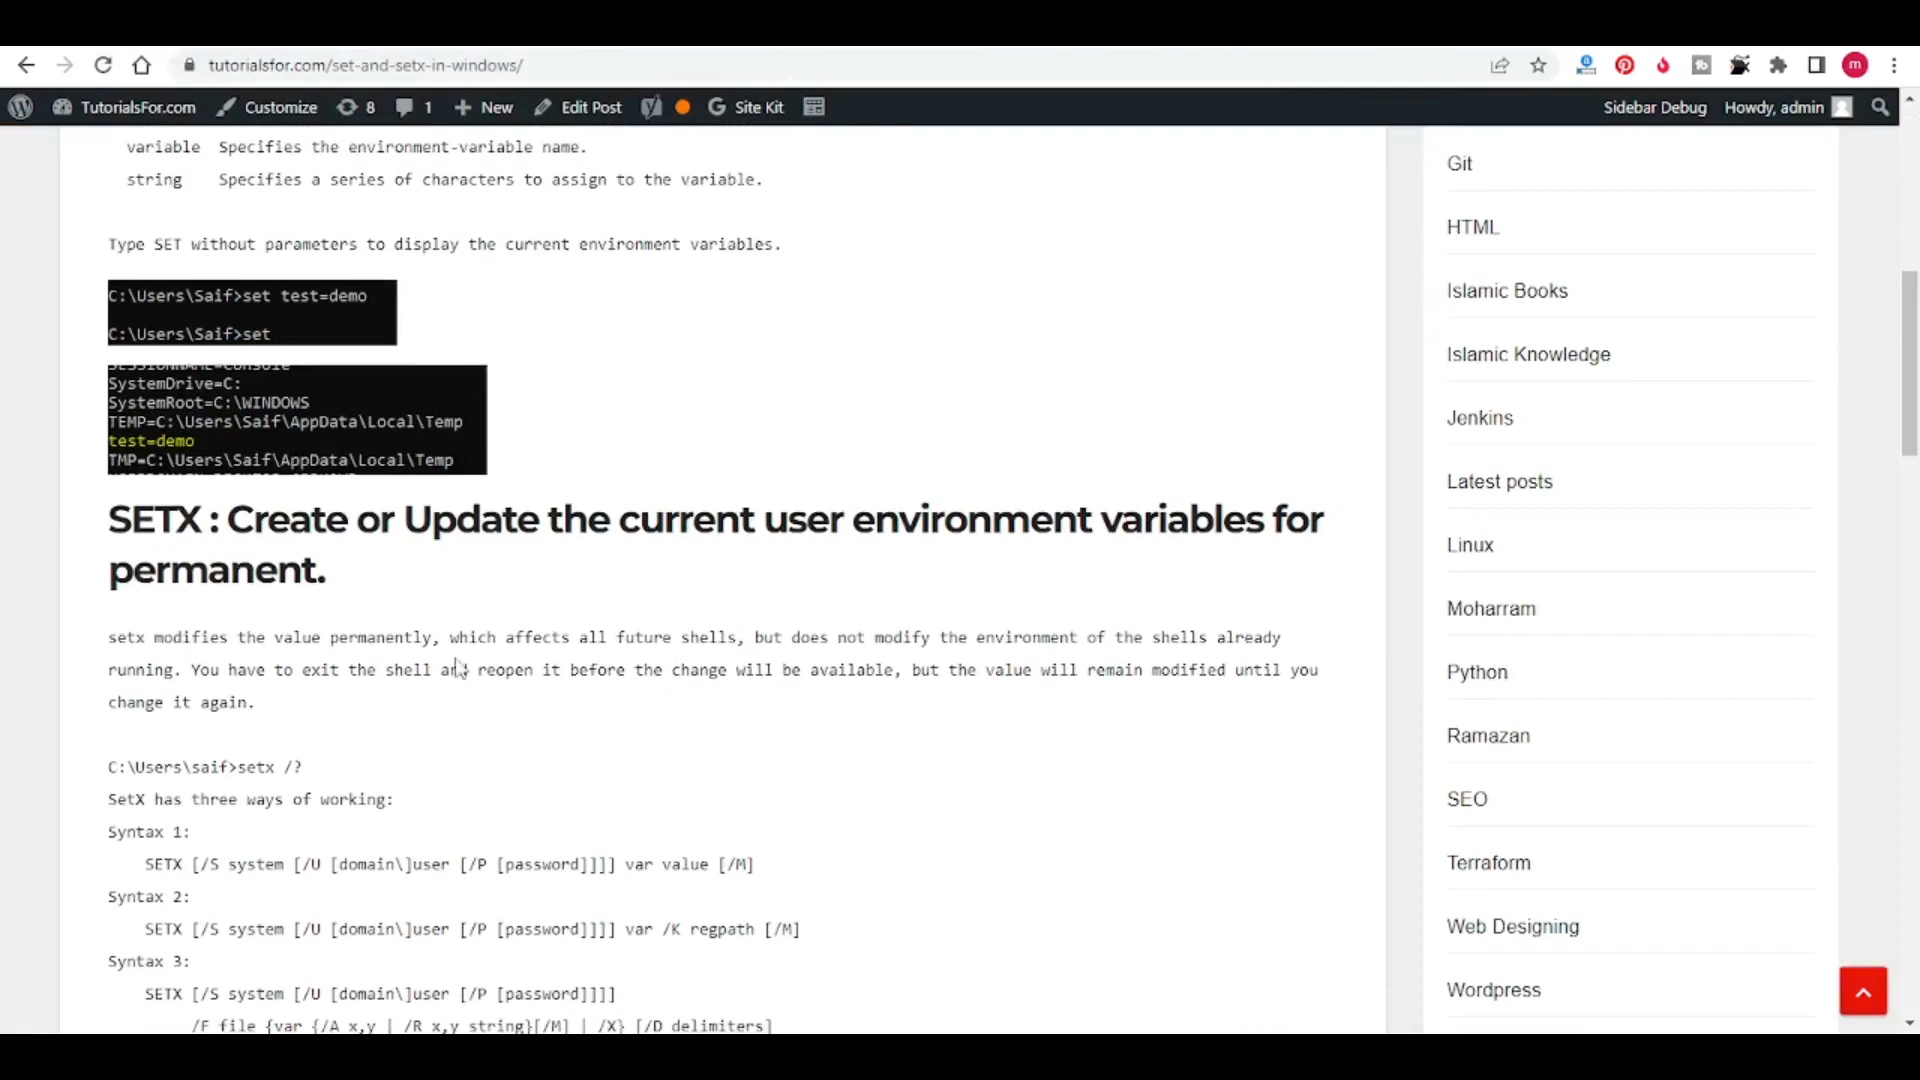 tutorialsfor.com/set-and-setx-in-windows/
m
TutorialsFor.com Customize 8 1 New Edit Post Site Kit Sidebar Debug Howdy, admin
variable Specifies the environment-variable name.
string Specifies a series of characters to assign to the variable.
Type SET without parameters to display the current environment variables.
C:\Users\Saif>set test=demo
C:\Users\Saif>set
SESSIONNAME=Console
SystemDrive=C:
SystemRoot=C:\WINDOWS
TEMP=C:\Users\Saif\AppData\Local\Temp
test=demo
TMP=C:\Users\Saif\AppData\Local\Temp
SETX : Create or Update the current user environment variables for
permanent.
setx modifies the value permanently, which affects all future shells, but does not modify the environment of the shells already
running. You have to exit the shell and reopen it before the change will be available, but the value will remain modified until you
change it again.
C:\Users\saif>setx /?
SetX has three ways of working:
Syntax 1:
SETX [/S system [/U [domain\]user [/P [password]]]] var value [/M]
Syntax 2:
SETX [/S system [/U [domain\]user [/P [password]]]] var /K regpath [/M]
Syntax 3:
SETX [/S system [/U [domain\]user [/P [password]]]]
/F file {var {/A x,y | /R x,y string}[/M] | /X} [/D delimiters]
Git
HTML
Islamic Books
Islamic Knowledge
Jenkins
Latest posts
Linux
Moharram
Python
Ramazan
SEO
Terraform
Web Designing
Wordpress